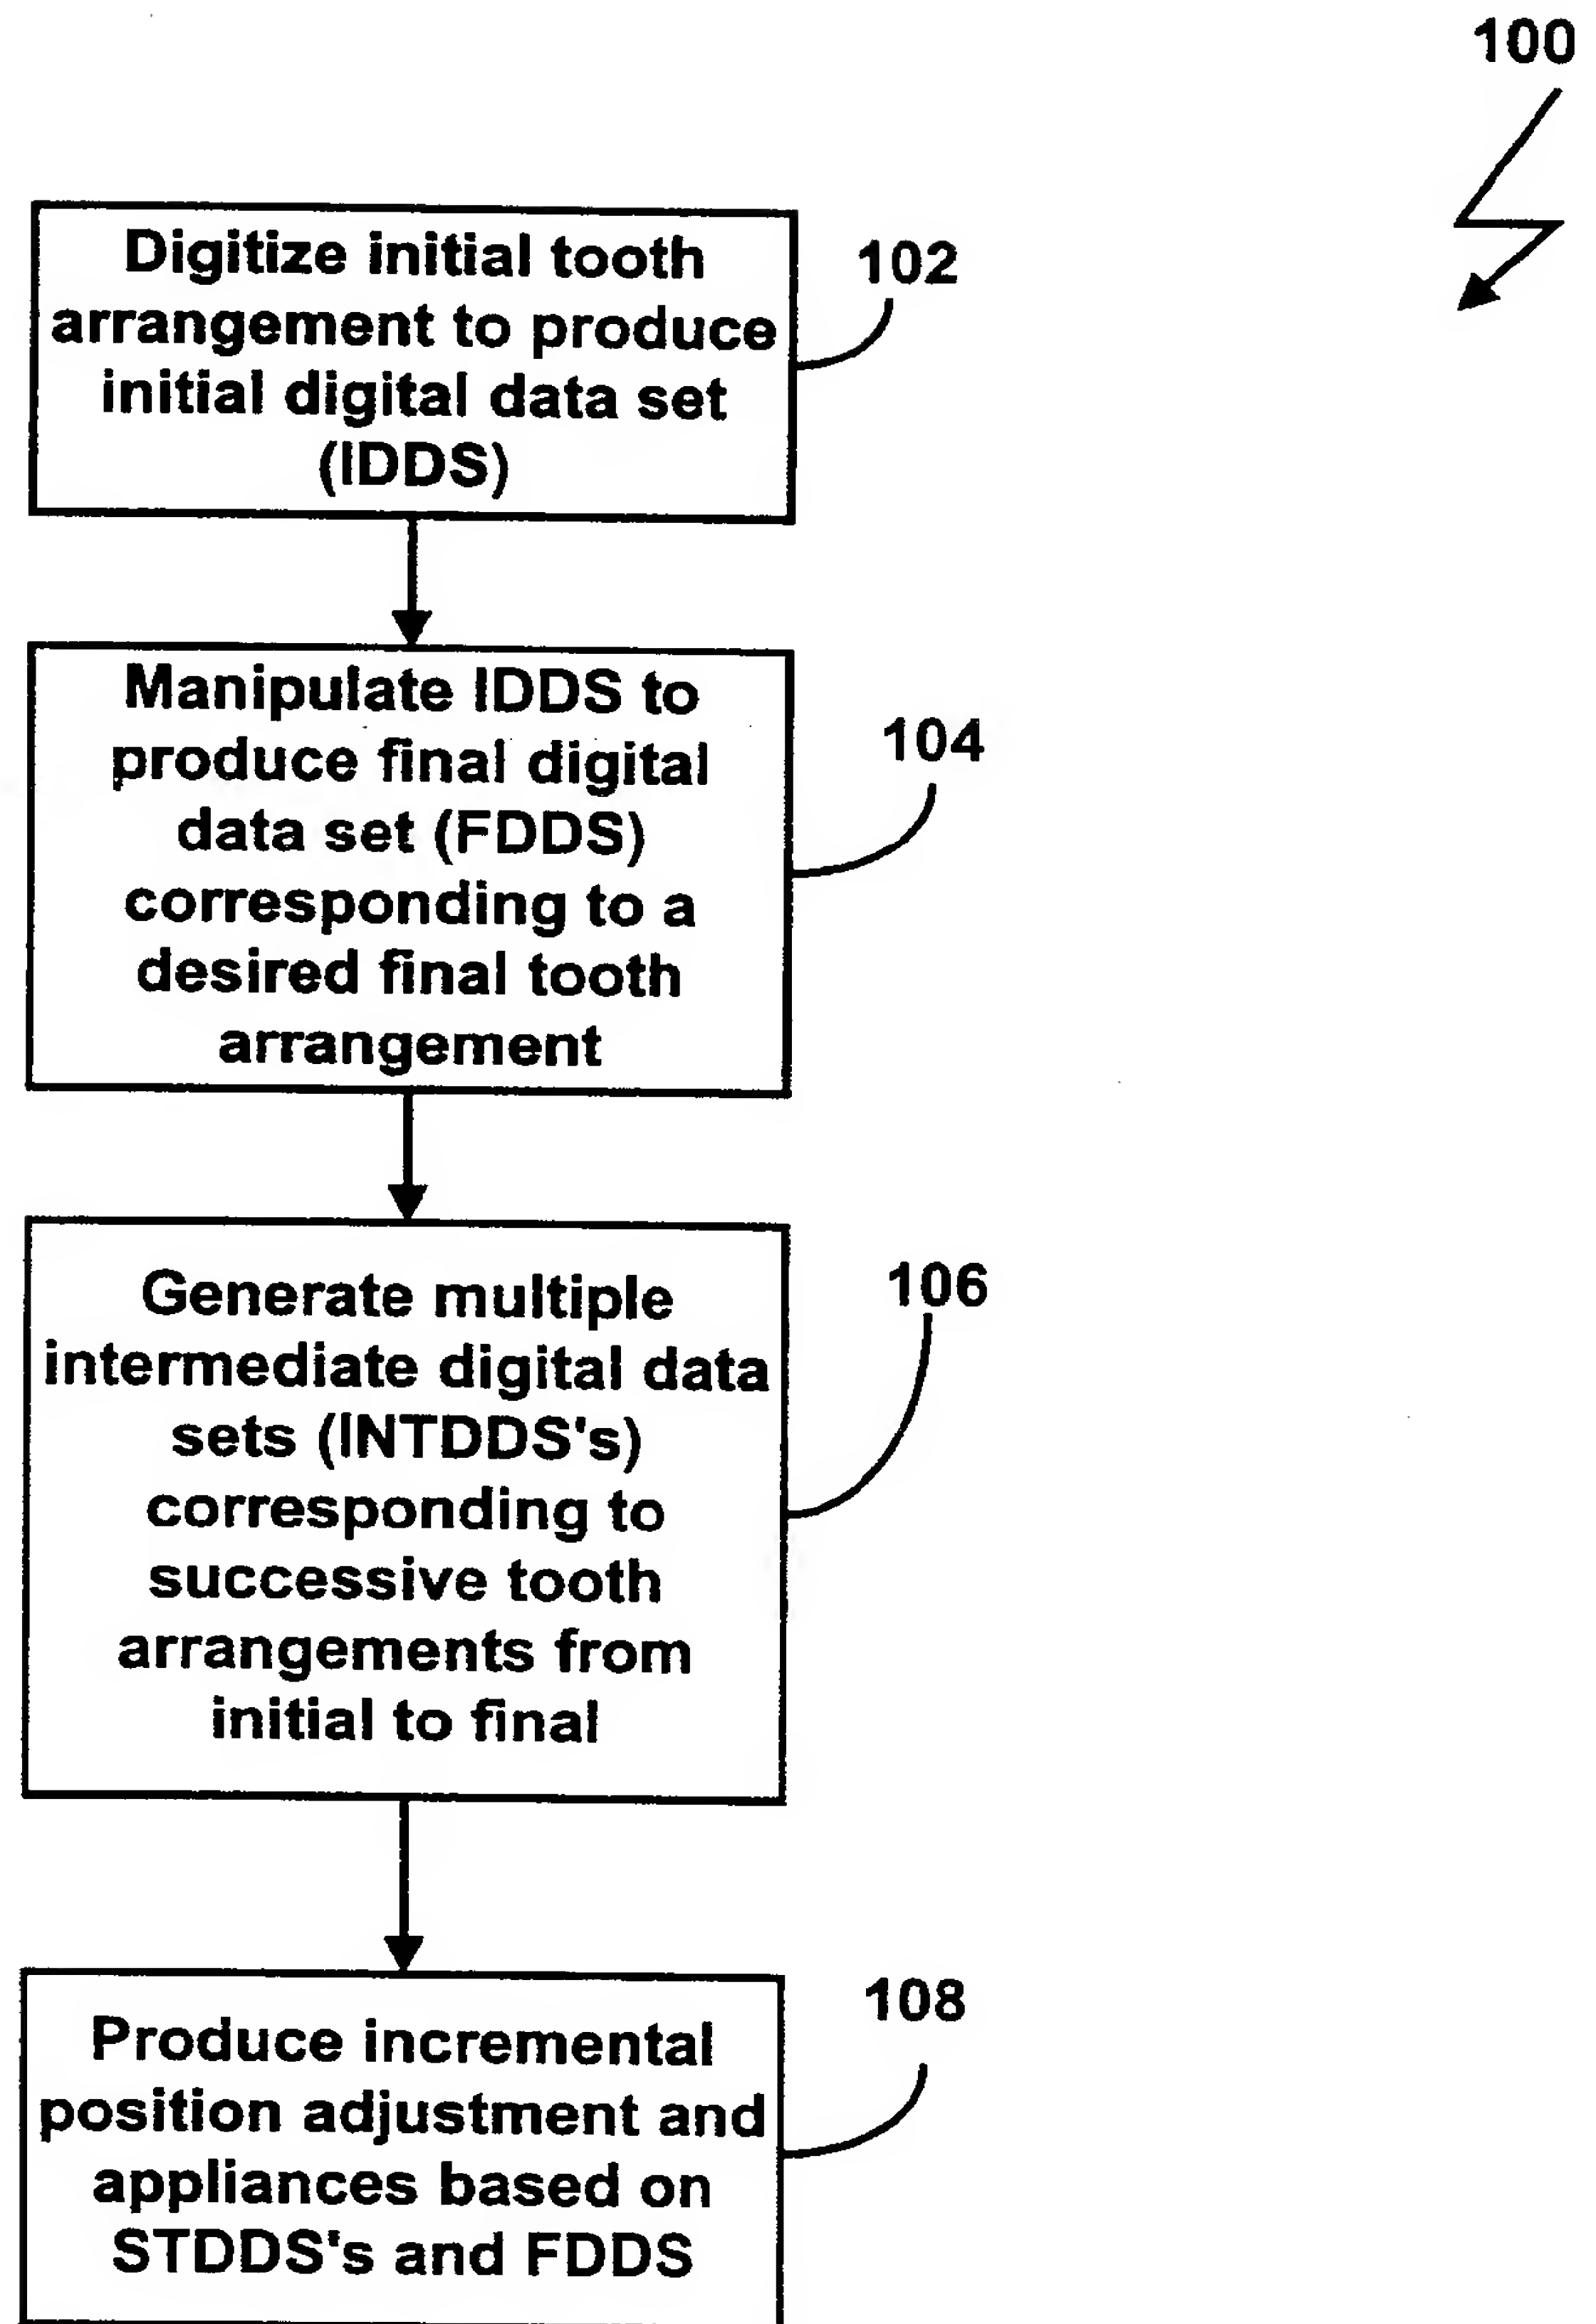 100
Digitize initial tooth
arrangement to produce
initial digital data set
(IDDS)
102
Manipulate IDDS to
produce final digital
data set (FDDS)
corresponding to a
desired final tooth
arrangement
104
Generate multiple
intermediate digital data
sets (INTDDS's)
corresponding to
successive tooth
arrangements from
initial to final
106
Produce incremental
position adjustment and
appliances based on
STDDS's and FDDS
108